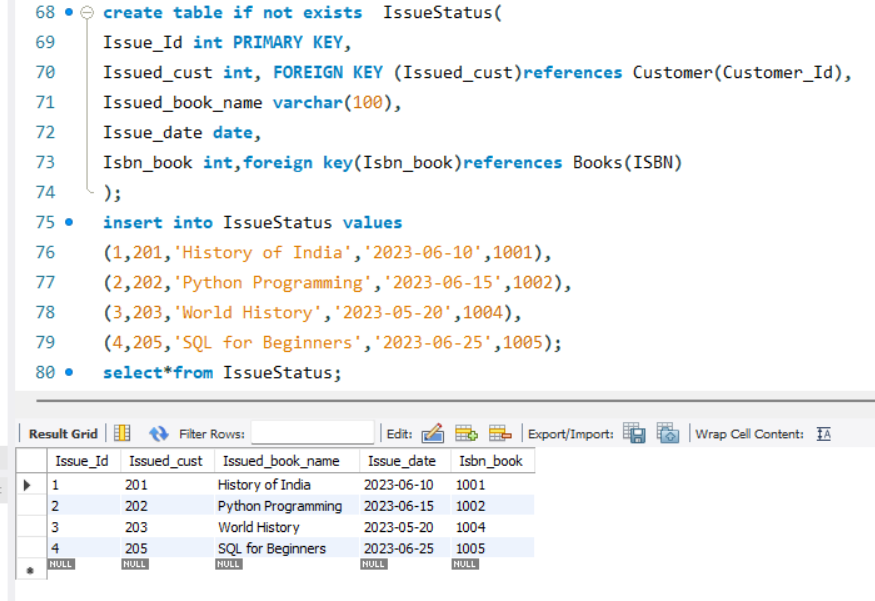 68 create table if not exists  IssueStatus(
69 Issue_Id int PRIMARY KEY,
70 Issued_cust int, FOREIGN KEY (Issued_cust)references Customer(Customer_Id),
71 Issued_book_name varchar(100),
72 Issue_date date,
73 Isbn_book int,foreign key(Isbn_book)references Books(ISBN)
74 );
75 insert into IssueStatus values
76 (1,201,'History of India','2023-06-10',1001),
77 (2,202,'Python Programming','2023-06-15',1002),
78 (3,203,'World History','2023-05-20',1004),
79 (4,205,'SQL for Beginners','2023-06-25',1005);
80 select*from IssueStatus;
Result Grid Filter Rows: Edit: Export/Import: Wrap Cell Content: IA
Issue_Id Issued_cust Issued_book_name Issue_date Isbn_book
1 201 History of India 2023-06-10 1001
2 202 Python Programming 2023-06-15 1002
3 203 World History 2023-05-20 1004
4 205 SQL for Beginners 2023-06-25 1005
NULL NULL NULL NULL NULL